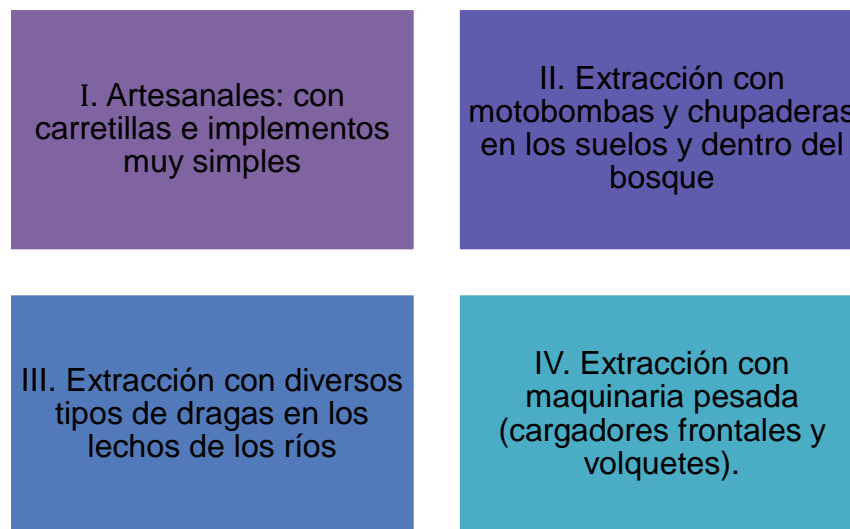 I. Artesanales: con
carretillas e implementos
muy simples
II. Extracción con
motobombas y chupaderas
en los suelos y dentro del
bosque
III. Extracción con diversos
tipos de dragas en los
lechos de los ríos
IV. Extracción con
maquinaria pesada
(cargadores frontales y
volquetes).